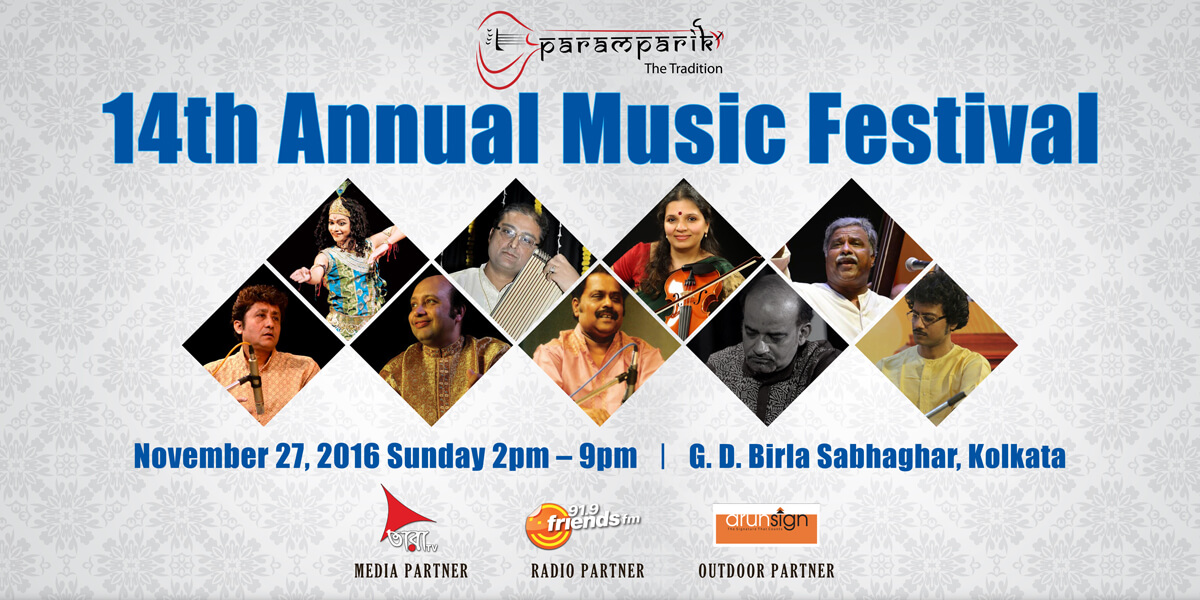 paramparik
The Tradition
14th Annual Music Festival
November 27, 2016 Sunday 2pm – 9pm | G. D. Birla Sabhaghar, Kolkata
তারা TV
91.9
friends fm
arunsign
MEDIA PARTNER
RADIO PARTNER
OUTDOOR PARTNER